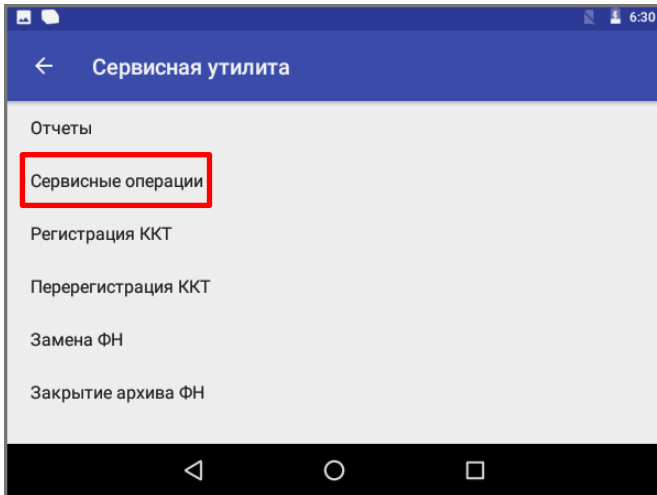 6:30
Сервисная утилита
Отчеты
Сервисные операции
Регистрация ККТ
Перерегистрация ККТ
Замена ФН
Закрытие архива ФН